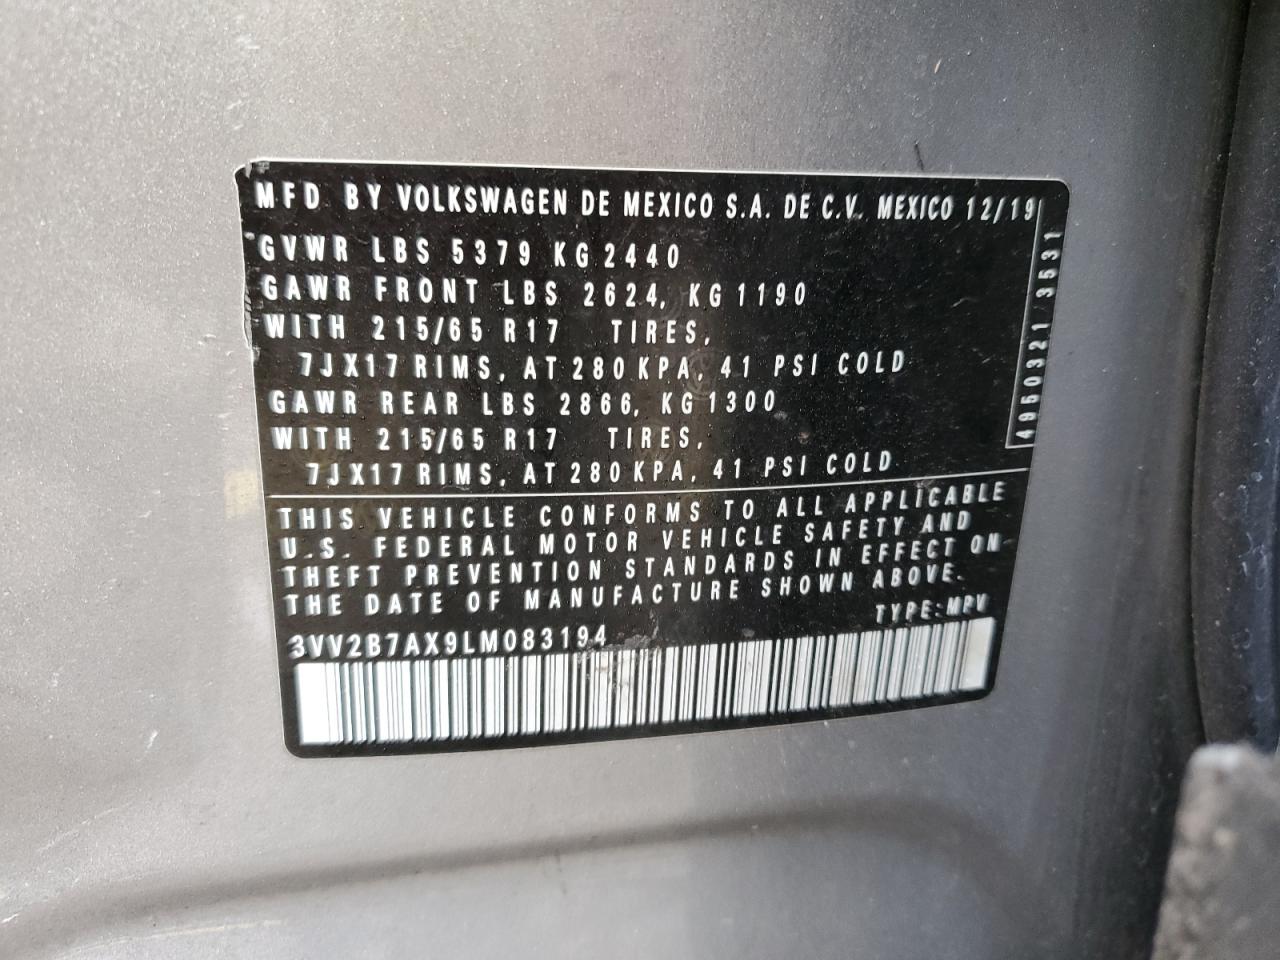 MFD. BY VOLKSWAGEN DE MEXICO S.A. DE C.V. MEXICO 12/19
GVWR LBS 5379 KG 2440
GAWR FRONT LBS 2624, KG 1190
WITH 215/65 R17 TIRES,
7JX17 RIMS, AT 280 KPA, 41 PSI COLD
GAWR REAR LBS 2866, KG 1300
WITH 215/65 R17 TIRES,
7JX17 RIMS, AT 280 KPA, 41 PSI COLD
4960321 3531
THIS VEHICLE CONFORMS TO ALL APPLICABLE
U.S. FEDERAL MOTOR VEHICLE SAFETY AND
THEFT PREVENTION STANDARDS IN EFFECT ON
THE DATE OF MANUFACTURE SHOWN ABOVE.
TYPE: MPV
3VV2B7AX9LM083194